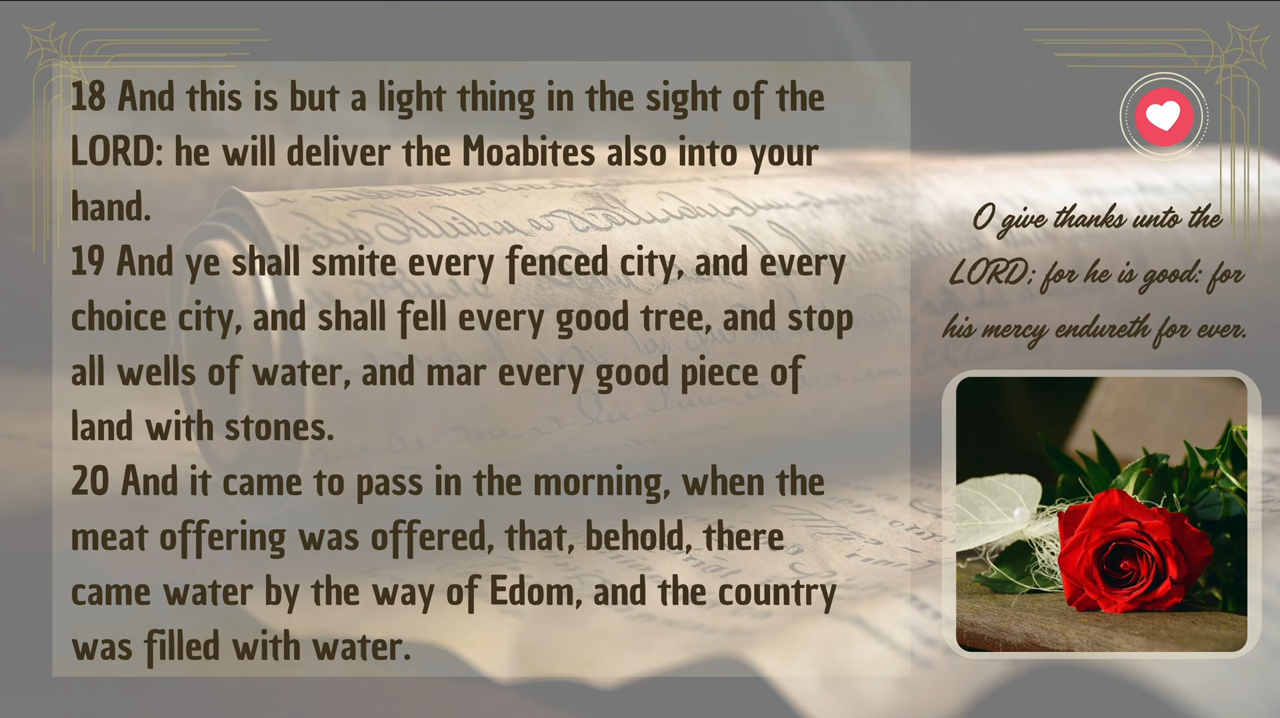 18 And this is but a light thing in the sight of the
LORD: he will deliver the Moabites also into your
hand.
19 And ye shall smite every fenced city, and every
choice city, and shall fell every good tree, and stop
all wells of water, and mar every good piece of
land with stones.
20 And it came to pass in the morning, when the
meat offering was offered, that, behold, there
came water by the way of Edom, and the country
was filled with water.
O give thanks unto the
LORD; for he is good: for
his mercy endureth for ever.